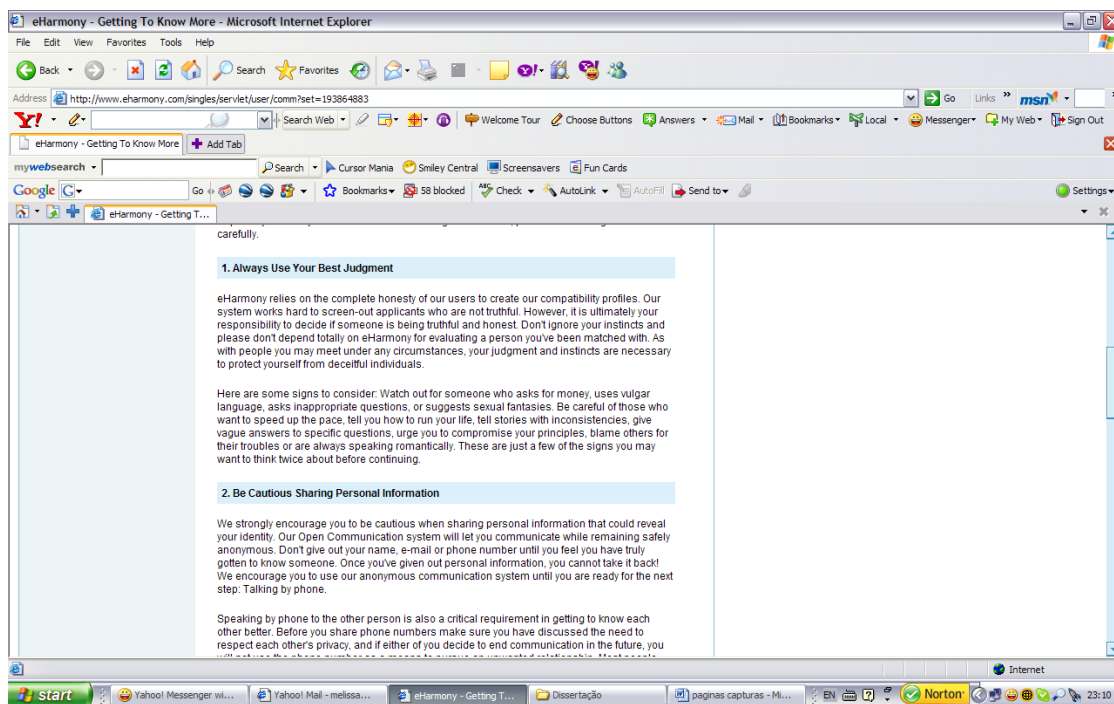 eHarmony - Getting To Know More - Microsoft Internet Explorer
File Edit View Favorites Tools Help
Back Search Favorites
Address http://www.eharmony.com/singles/servlet/user/comm?set=193864883 Go Links msn
Y! Search Web Welcome Tour Choose Buttons Answers Mail Bookmarks Local Messenger My Web Sign Out
eHarmony - Getting To Know More Add Tab
mywebsearch Search Cursor Mania Smiley Central Screensavers Fun Cards
Google G Go Bookmarks 58 blocked Check AutoLink AutoFill Send to Settings
eHarmony - Getting T...
carefully.
1. Always Use Your Best Judgment
eHarmony relies on the complete honesty of our users to create our compatibility profiles. Our
system works hard to screen-out applicants who are not truthful. However, it is ultimately your
responsibility to decide if someone is being truthful and honest. Don't ignore your instincts and
please don't depend totally on eHarmony for evaluating a person you've been matched with. As
with people you may meet under any circumstances, your judgment and instincts are necessary
to protect yourself from deceitful individuals.
Here are some signs to consider: Watch out for someone who asks for money, uses vulgar
language, asks inappropriate questions, or suggests sexual fantasies. Be careful of those who
want to speed up the pace, tell you how to run your life, tell stories with inconsistencies, give
vague answers to specific questions, urge you to compromise your principles, blame others for
their troubles or are always speaking romantically. These are just a few of the signs you may
want to think twice about before continuing.
2. Be Cautious Sharing Personal Information
We strongly encourage you to be cautious when sharing personal information that could reveal
your identity. Our Open Communication system will let you communicate while remaining safely
anonymous. Don't give out your name, e-mail or phone number until you feel you have truly
gotten to know someone. Once you've given out personal information, you cannot take it back!
We encourage you to use our anonymous communication system until you are ready for the next
step: Talking by phone.
Speaking by phone to the other person is also a critical requirement in getting to know each
other better. Before you share phone numbers make sure you have discussed the need to
respect each other's privacy, and if either of you decide to end communication in the future, you
Internet
start Yahoo! Messenger wi... Yahoo! Mail - melissa... eHarmony - Getting T... Dissertação paginas capturas - Mi... EN Norton 23:10